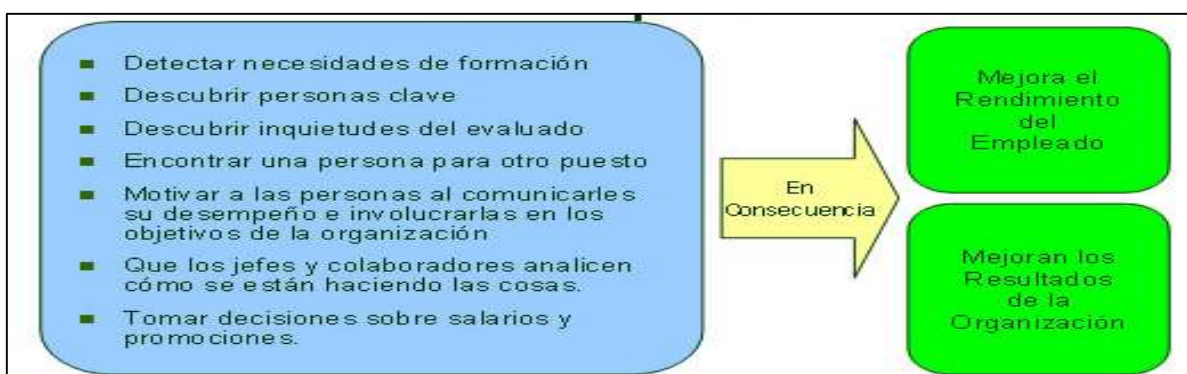 Detectar necesidades de formación
Descubrir personas clave
Descubrir inquietudes del evaluado
Encontrar una persona para otro puesto
Motivar a las personas al comunicarles
su desempeño e involucrarlas en los
objetivos de la organización
Que los jefes y colaboradores analicen
cómo se están haciendo las cosas.
Tomar decisiones sobre salarios y
promociones.
En
Consecuencia
Mejora el
Rendimiento
del
Empleado
Mejoran los
Resultados
de la
Organización